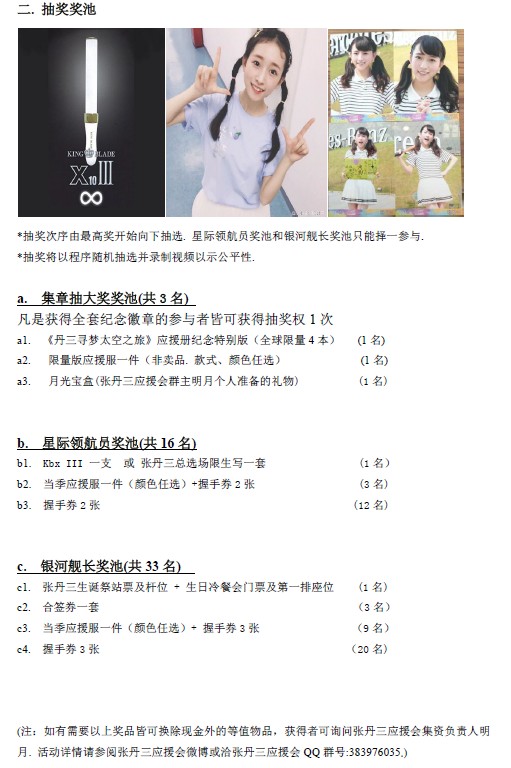 二. 抽奖奖池
KING BLADE
X10III
∞
*抽奖次序由最高奖开始向下抽选. 星际领航员奖池和银河舰长奖池只能择一参与.
*抽奖将以程序随机抽选并录制视频以示公平性.
a. 集章抽大奖奖池(共 3 名)
凡是获得全套纪念徽章的参与者皆可获得抽奖权 1 次
a1. 《丹三寻梦太空之旅》应援册纪念特别版（全球限量 4 本） (1 名)
a2. 限量版应援服一件（非卖品. 款式、颜色任选） (1 名)
a3. 月光宝盒(张丹三应援会群主明月个人准备的礼物) (1 名)
b. 星际领航员奖池(共 16 名)
b1. Kbx III 一支 或 张丹三总选场限生写一套 (1 名)
b2. 当季应援服一件（颜色任选）+握手券 2 张 (3 名)
b3. 握手券 2 张 (12 名)
c. 银河舰长奖池(共 33 名)
c1. 张丹三生诞祭站票及杆位 + 生日冷餐会门票及第一排座位 (1 名)
c2. 合签券一套 (3 名)
c3. 当季应援服一件（颜色任选）+ 握手券 3 张 (9 名)
c4. 握手券 3 张 (20 名)
(注: 如有需要以上奖品皆可换除现金外的等值物品，获得者可询问张丹三应援会集资负责人明
月. 活动详情请参阅张丹三应援会微博或洽张丹三应援会 QQ 群号:383976035,)